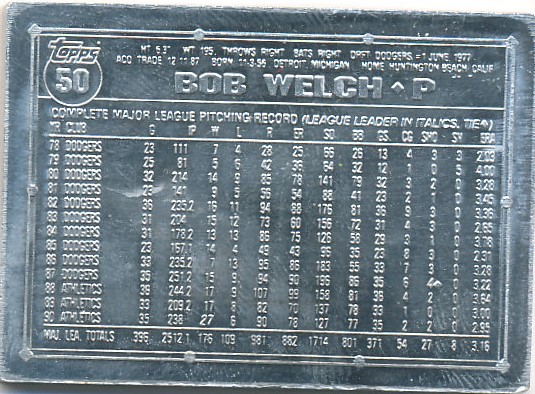 Topps
50
HT 6.3" WT 195. THROWS RIGHT BATS RIGHT DRFT. DODGERS #1 JUNE, 1977
ACQ TRADE 12 11 87 BORN 11-3-56 DETROIT, MICHIGAN HOME HUNTINGTON BEACH, CALIF
BOB WELCH ◆ P
COMPLETE MAJOR LEAGUE PITCHING RECORD (LEAGUE LEADER IN ITALICS, TIE◆)
YR CLUB G IP W L R ER SO BB GS CG SHO SV ERA
78 DODGERS 23 111 7 4 28 25 66 26 13 4 3 3 2.03
79 DODGERS 25 81 5 6 42 36 64 32 12 1 0 5 4.00
80 DODGERS 32 214 14 9 85 78 141 79 32 3 2 0 3.28
81 DODGERS 23 141 9 5 56 54 88 41 23 2 0 3.45
82 DODGERS 36 235.2 16 11 94 88 176 81 36 9 3 0 3.36
83 DODGERS 31 204 15 12 73 60 156 72 31 4 3 0 2.65
84 DODGERS 31 178.2 13 13 86 75 126 58 29 3 1 0 3.78
85 DODGERS 23 167.1 14 4 49 43 96 35 23 8 3 0 2.31
86 DODGERS 33 235.2 7 13 95 86 183 55 33 7 3 0 3.28
87 DODGERS 35 251.2 15 9 94 90 196 86 35 6 4 0 3.22
88 ATHLETICS 36 244.2 17 9 107 99 158 81 36 4 2 0 3.64
89 ATHLETICS 33 209.2 17 8 82 70 137 78 33 1 0 0 3.00
90 ATHLETICS 35 238 27 6 90 78 127 77 35 2 2 0 2.95
MAJ. LEA. TOTALS 396 2512.1 176 109 981 882 1714 801 371 54 27 8 3.16